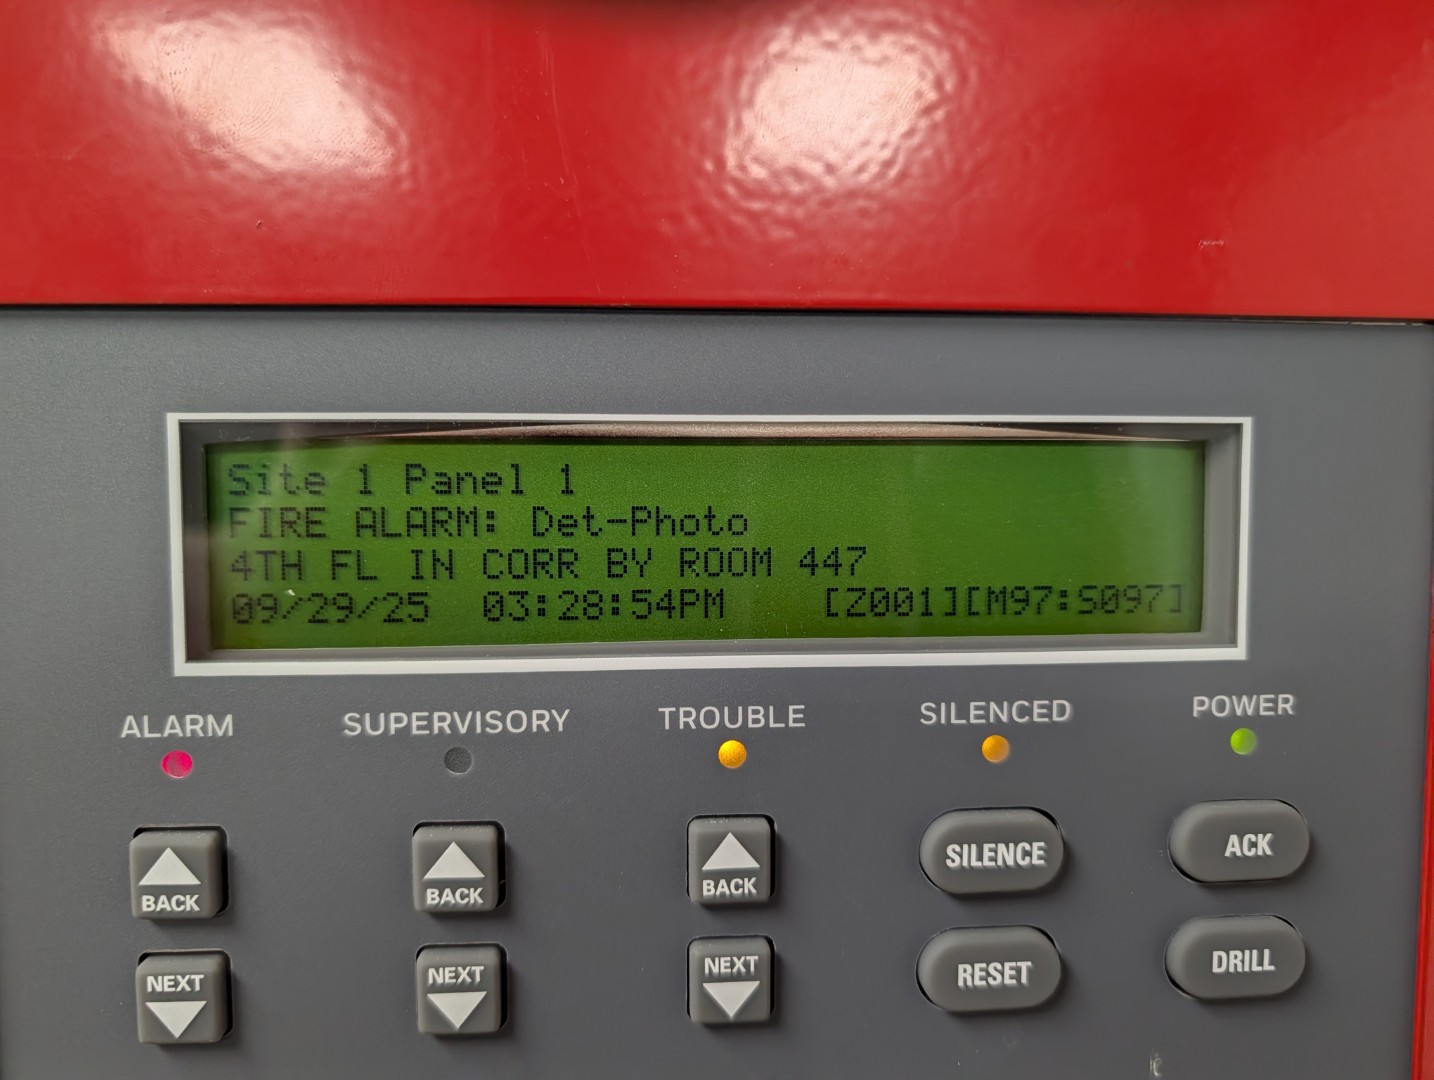 Site 1 Panel 1
FIRE ALARM: Det-Photo
4TH FL IN CORR BY ROOM 447
09/29/25 03:28:54PM [Z001][M97:S097]
ALARM SUPERVISORY TROUBLE SILENCED POWER
BACK BACK BACK SILENCE ACK
NEXT NEXT NEXT RESET DRILL